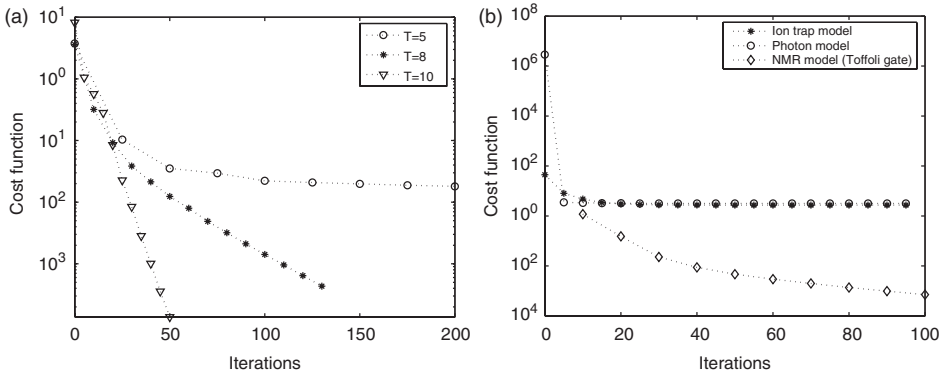 (a)
10^1
10^0
10^1
10^2
10^3
Cost function
0 50 100 150 200
Iterations
T=5
T=8
T=10
(b)
10^6
10^4
10^2
10^0
10^2
10^4
Cost function
0 20 40 60 80 100
Iterations
Ion trap model
Photon model
NMR model (Toffoli gate)